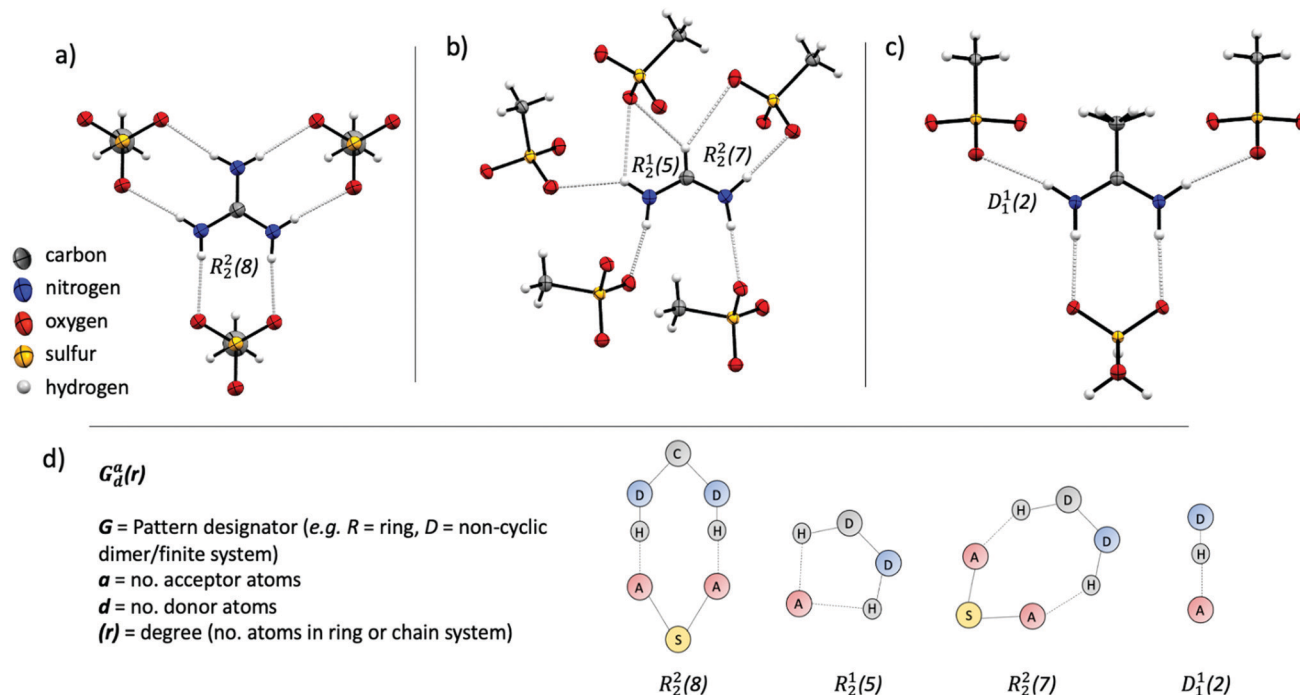 a)
R₂²(8)
carbon
nitrogen
oxygen
sulfur
hydrogen
b)
R₂¹(5)
R₂²(7)
c)
D₁¹(2)
d)
G_d^a(r)
G = Pattern designator (e.g. R = ring, D = non-cyclic
dimer/finite system)
a = no. acceptor atoms
d = no. donor atoms
(r) = degree (no. atoms in ring or chain system)
C
D D
H H
A A
S
R₂²(8)
H D
D
A H
R₂¹(5)
H D
A D
H
S A
R₂²(7)
D
H
A
D₁¹(2)